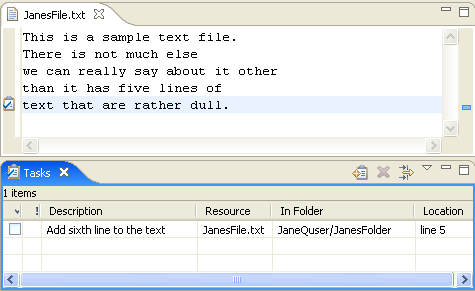 JanesFile.txt
This is a sample text file.
There is not much else
we can really say about it other
than it has five lines of
text that are rather dull.
Tasks
1 items
! Description Resource In Folder Location
Add sixth line to the text JanesFile.txt JaneQuser/JanesFolder line 5